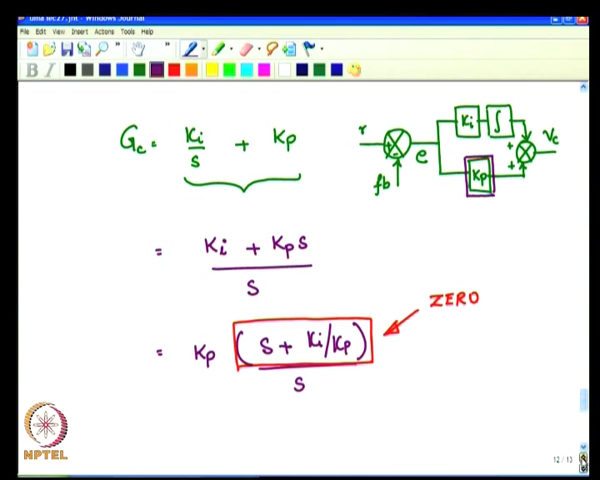 uma lec27.jnt - Windows Journal
File Edit View Insert Actions Tools Help
B I
Gc = Ki/s + Kp
r + - e fb Ki ∫ Kp + + Vc
= Ki + Kp s / s
ZERO
= Kp (s + Ki/Kp) / s
NPTEL
12 / 13